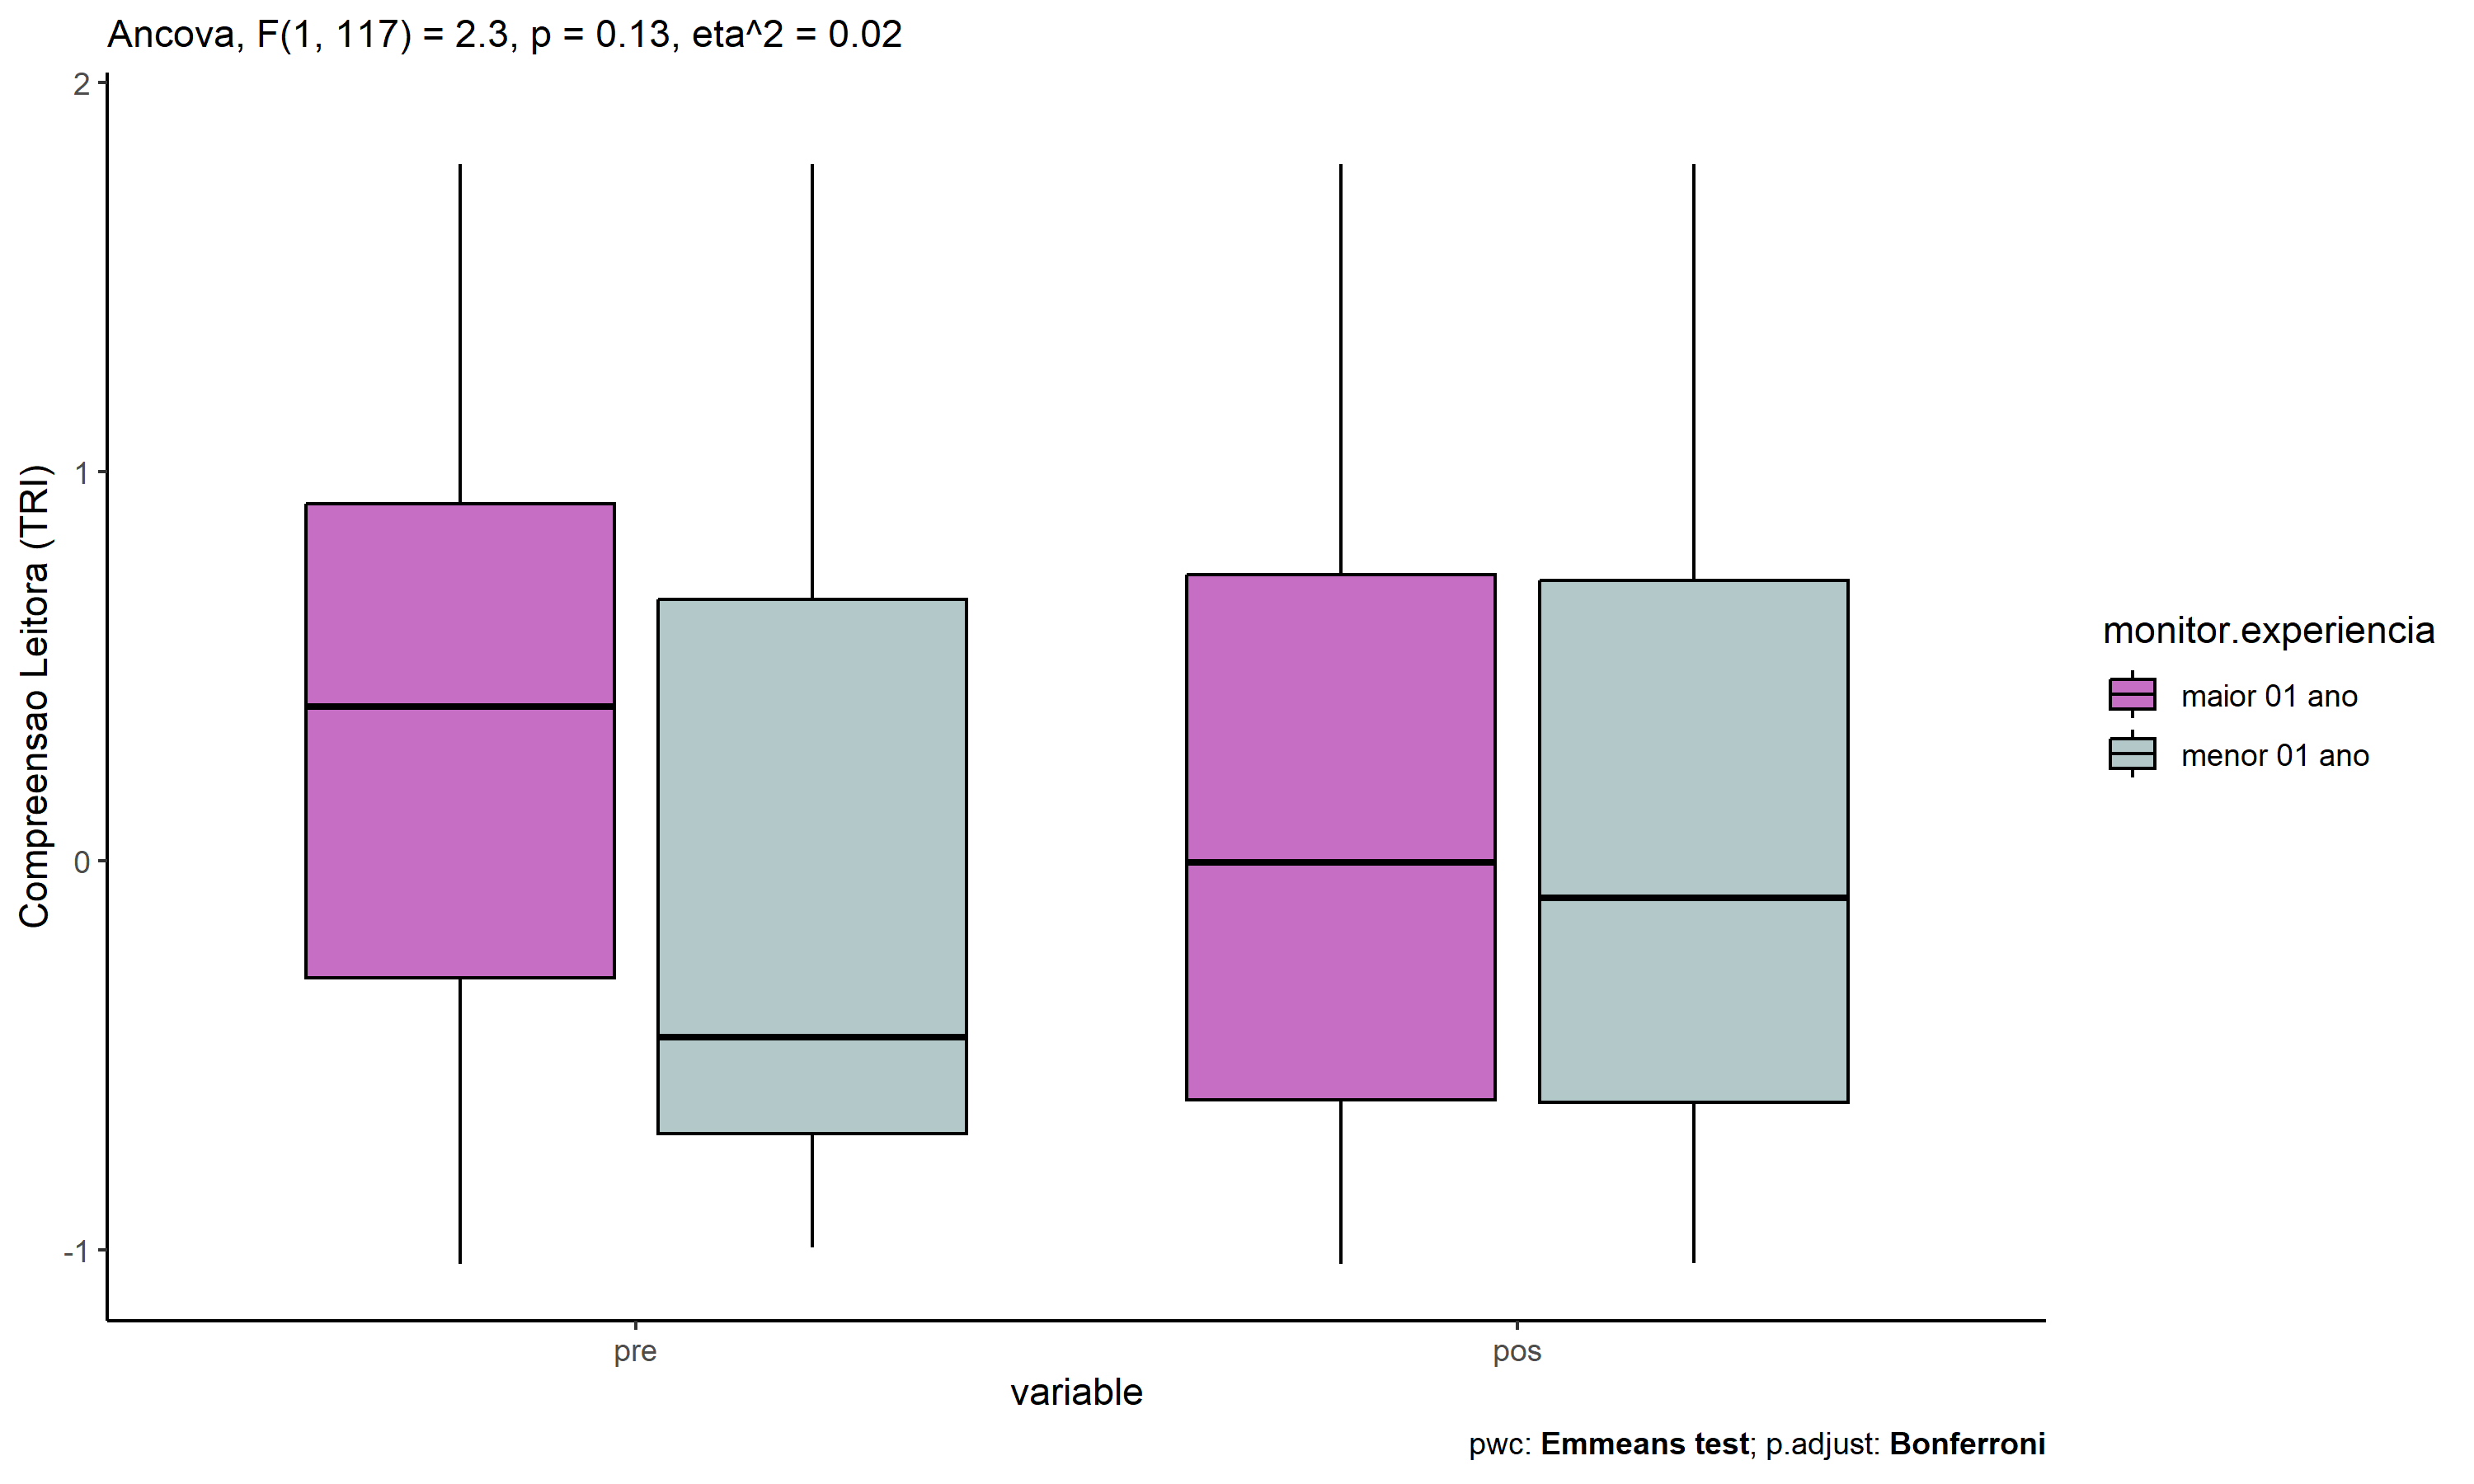 Ancova, F(1, 117) = 2.3, p = 0.13, eta^2 = 0.02
2
1
0
-1
Compreensao Leitora (TRI)
pre
pos
variable
monitor.experiencia
maior 01 ano
menor 01 ano
pwc: Emmeans test; p.adjust: Bonferroni